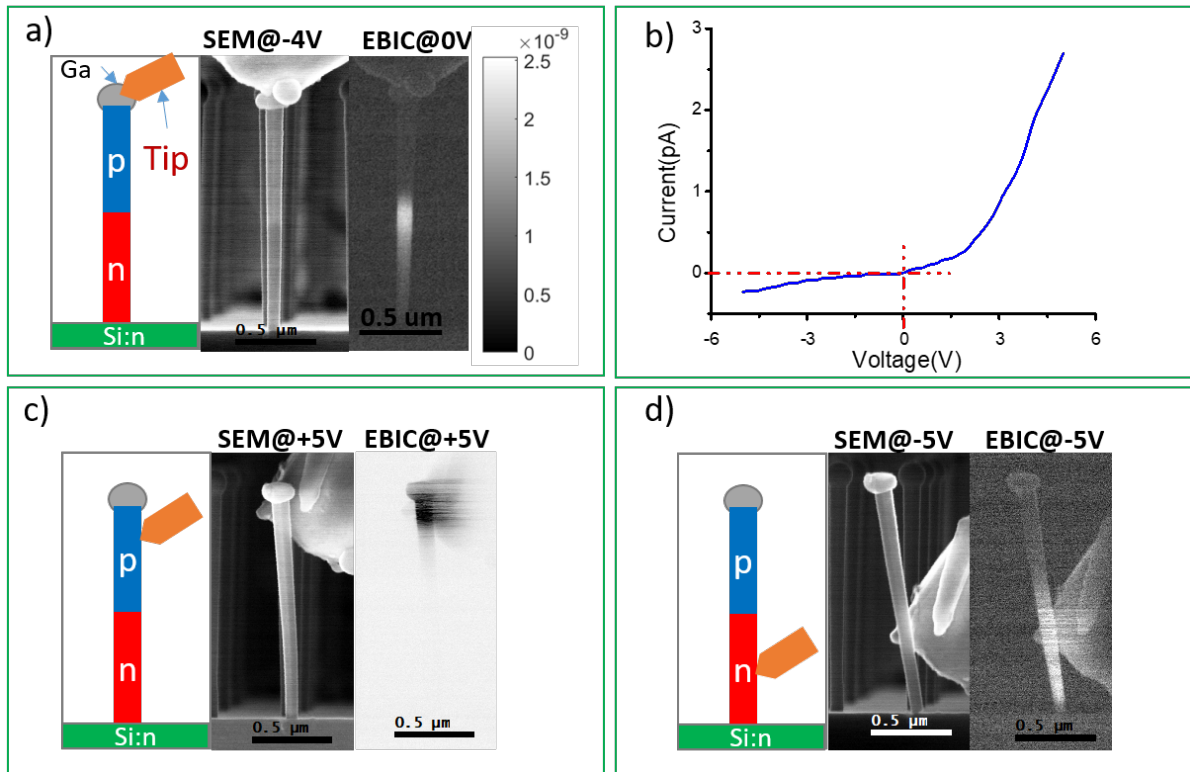 a)
SEM@-4V EBIC@0V
×10⁻⁹
Ga
p
Tip
n
Si:n
0.5 µm
0.5 um
2.5
2
1.5
1
0.5
0
b)
3
2
1
0
Current(pA)
-6 -3 0 3 6
Voltage(V)
c)
SEM@+5V EBIC@+5V
p
n
Si:n
0.5 µm
0.5 µm
d)
SEM@-5V EBIC@-5V
p
n
Si:n
0.5 µm
0.5 µm